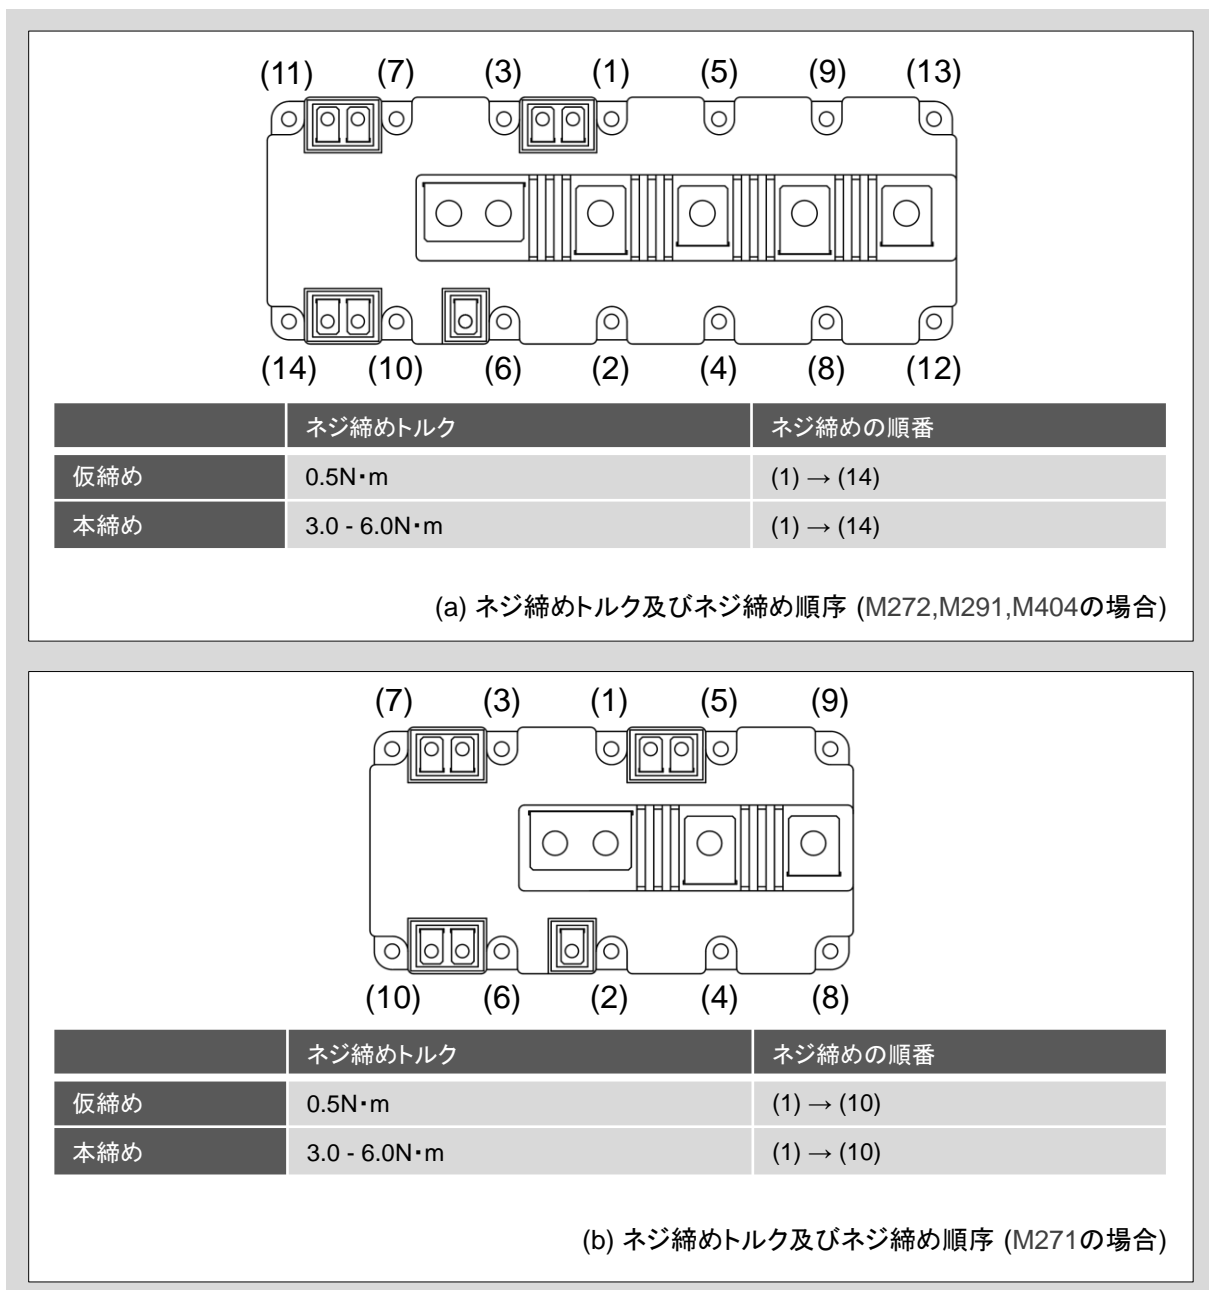 (11) (7) (3) (1) (5) (9) (13)
(14) (10) (6) (2) (4) (8) (12)
ネジ締めトルク ネジ締めの順番
仮締め 0.5N・m (1) → (14)
本締め 3.0 - 6.0N・m (1) → (14)
(a) ネジ締めトルク及びネジ締め順序 (M272,M291,M404の場合)
(7) (3) (1) (5) (9)
(10) (6) (2) (4) (8)
ネジ締めトルク ネジ締めの順番
仮締め 0.5N・m (1) → (10)
本締め 3.0 - 6.0N・m (1) → (10)
(b) ネジ締めトルク及びネジ締め順序 (M271の場合)